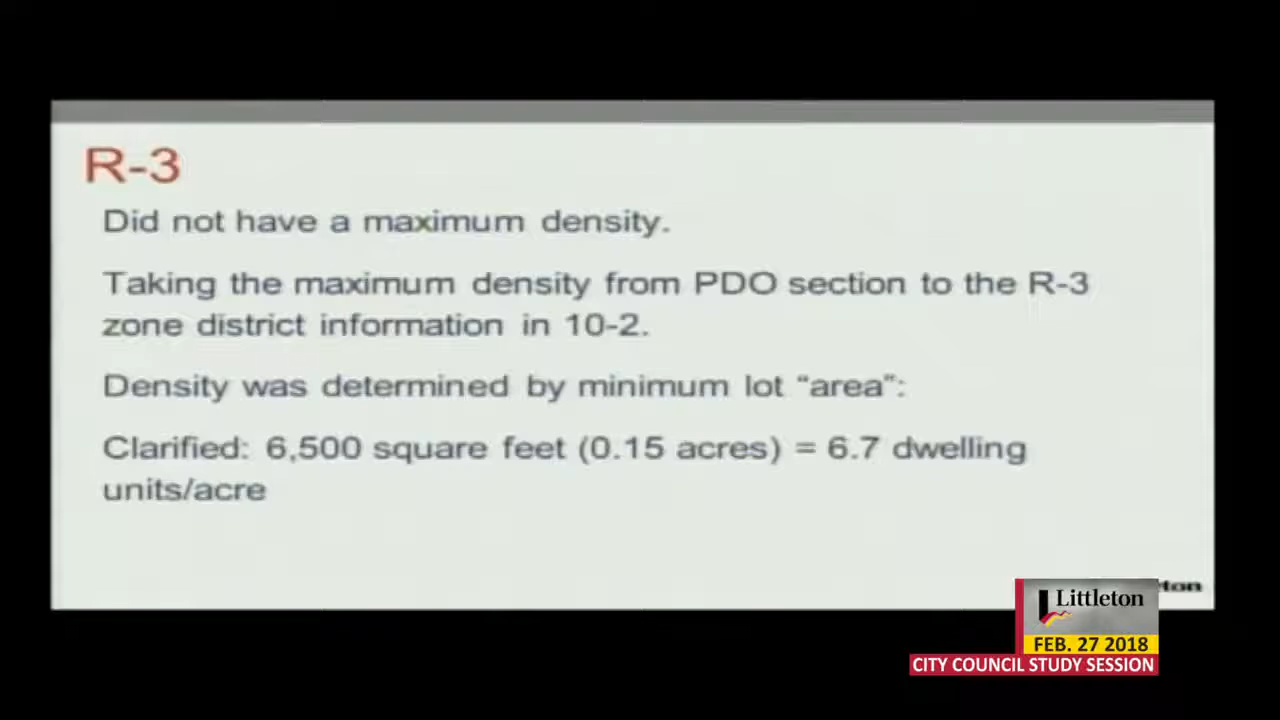 R-3
Did not have a maximum density.
Taking the maximum density from PDO section to the R-3
zone district information in 10-2.
Density was determined by minimum lot “area”:
Clarified: 6,500 square feet (0.15 acres) = 6.7 dwelling
units/acre
Littleton
FEB. 27 2018
CITY COUNCIL STUDY SESSION